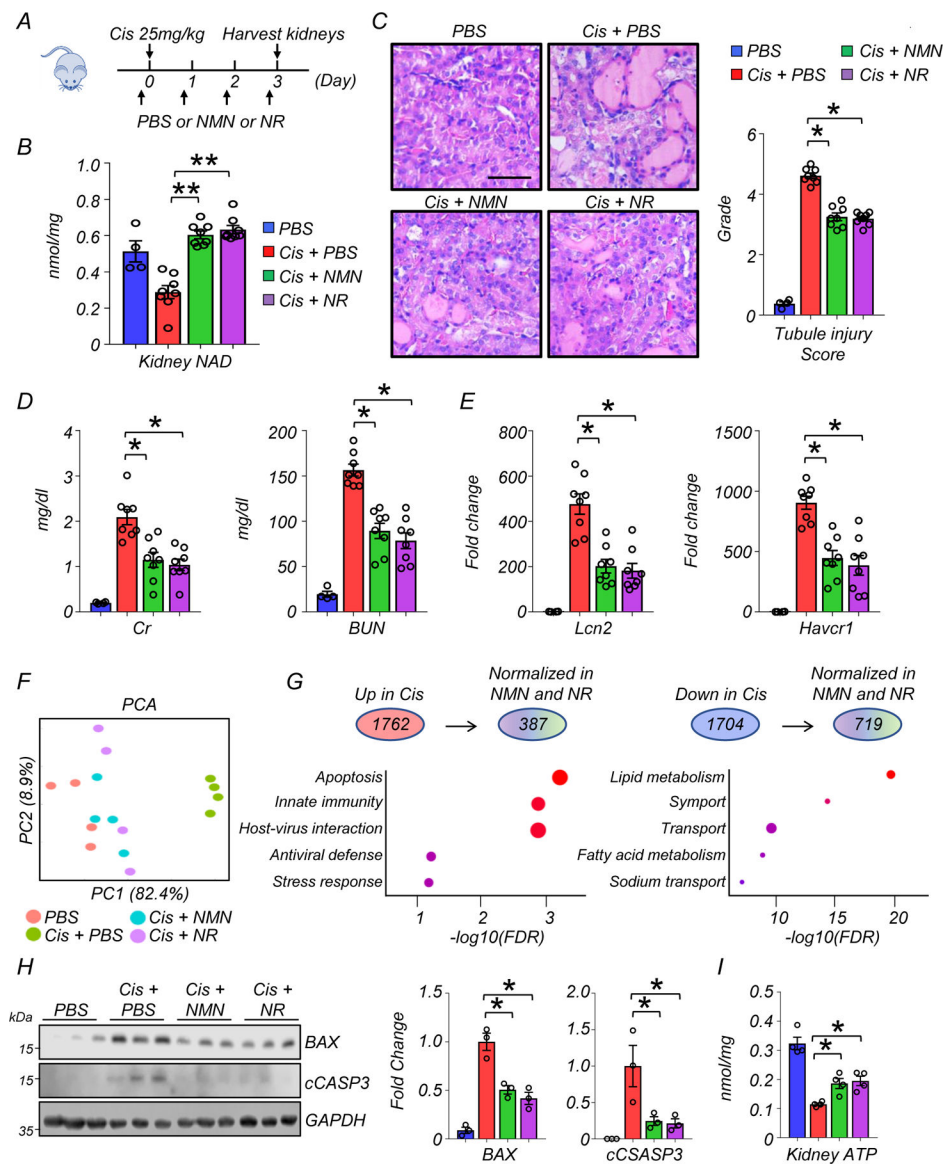 A
Cis 25mg/kg Harvest kidneys
0 1 2 3 (Day)
PBS or NMN or NR
B
**
**
nmol/mg
1.0
0.8
0.6
0.4
0.2
0
Kidney NAD
PBS
Cis + PBS
Cis + NMN
Cis + NR
C
PBS Cis + PBS
Cis + NMN Cis + NR
PBS Cis + NMN
Cis + PBS Cis + NR
*
*
Grade
6
4
2
0
Tubule injury
Score
D
*
*
mg/dl
4
3
2
1
0
Cr
*
*
mg/dl
200
150
100
50
0
BUN
E
*
*
Fold change
800
600
400
200
0
Lcn2
*
*
Fold change
1500
1000
500
0
Havcr1
F
PCA
PC2 (8.9%)
PC1 (82.4%)
PBS Cis + NMN
Cis + PBS Cis + NR
G
Up in Cis Normalized in
NMN and NR
1762 387
Apoptosis
Innate immunity
Host-virus interaction
Antiviral defense
Stress response
1 2 3
-log10(FDR)
Down in Cis Normalized in
NMN and NR
1704 719
Lipid metabolism
Symport
Transport
Fatty acid metabolism
Sodium transport
10 15 20
-log10(FDR)
H
kDa PBS Cis +
PBS Cis +
NMN Cis +
NR
15 BAX
15 cCASP3
35 GAPDH
*
*
Fold Change
1.5
1.0
0.5
0
BAX
*
*
2.0
1.5
1.0
0.5
0
cCSASP3
I
*
*
nmol/mg
0.4
0.3
0.2
0.1
0
Kidney ATP